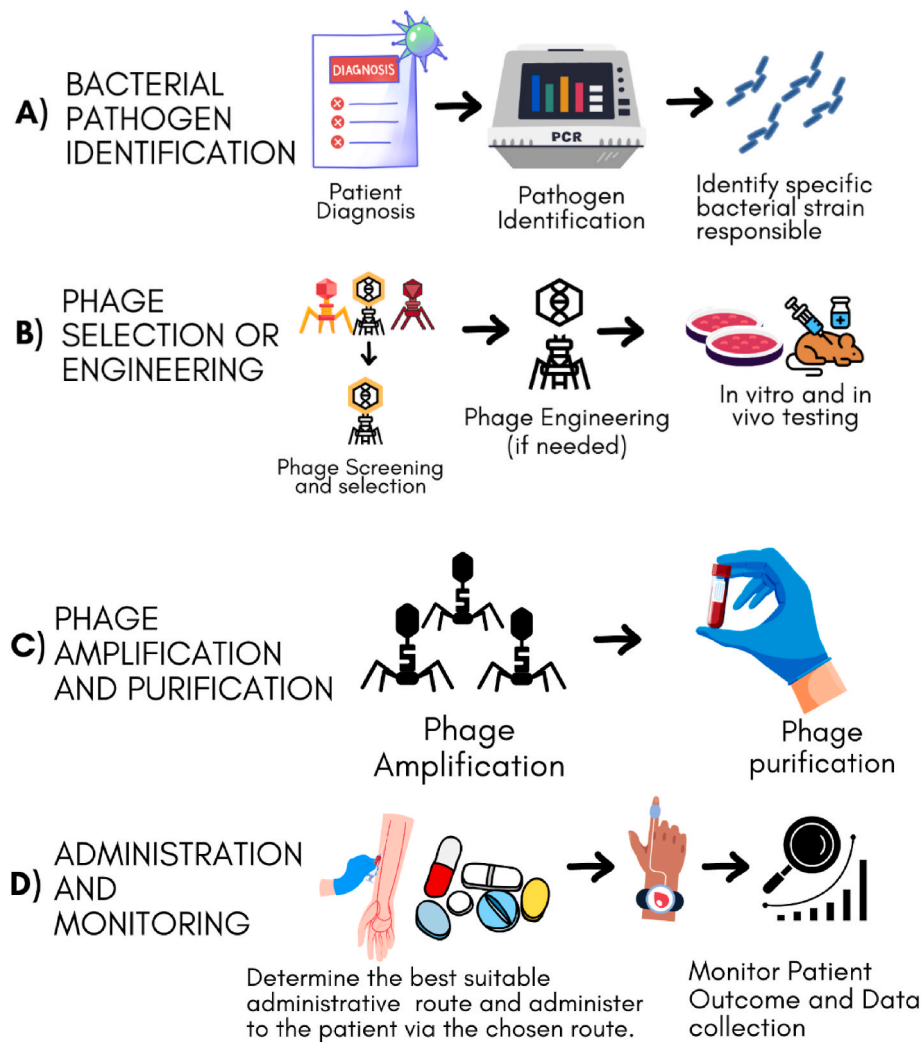 A) BACTERIAL
PATHOGEN
IDENTIFICATION
DIAGNOSIS
Patient
Diagnosis
PCR
Pathogen
Identification
Identify specific
bacterial strain
responsible
B) PHAGE
SELECTION OR
ENGINEERING
Phage Screening
and selection
Phage Engineering
(if needed)
In vitro and in
vivo testing
C) PHAGE
AMPLIFICATION
AND PURIFICATION
Phage
Amplification
Phage
purification
D) ADMINISTRATION
AND
MONITORING
Determine the best suitable
administrative route and administer
to the patient via the chosen route.
Monitor Patient
Outcome and Data
collection